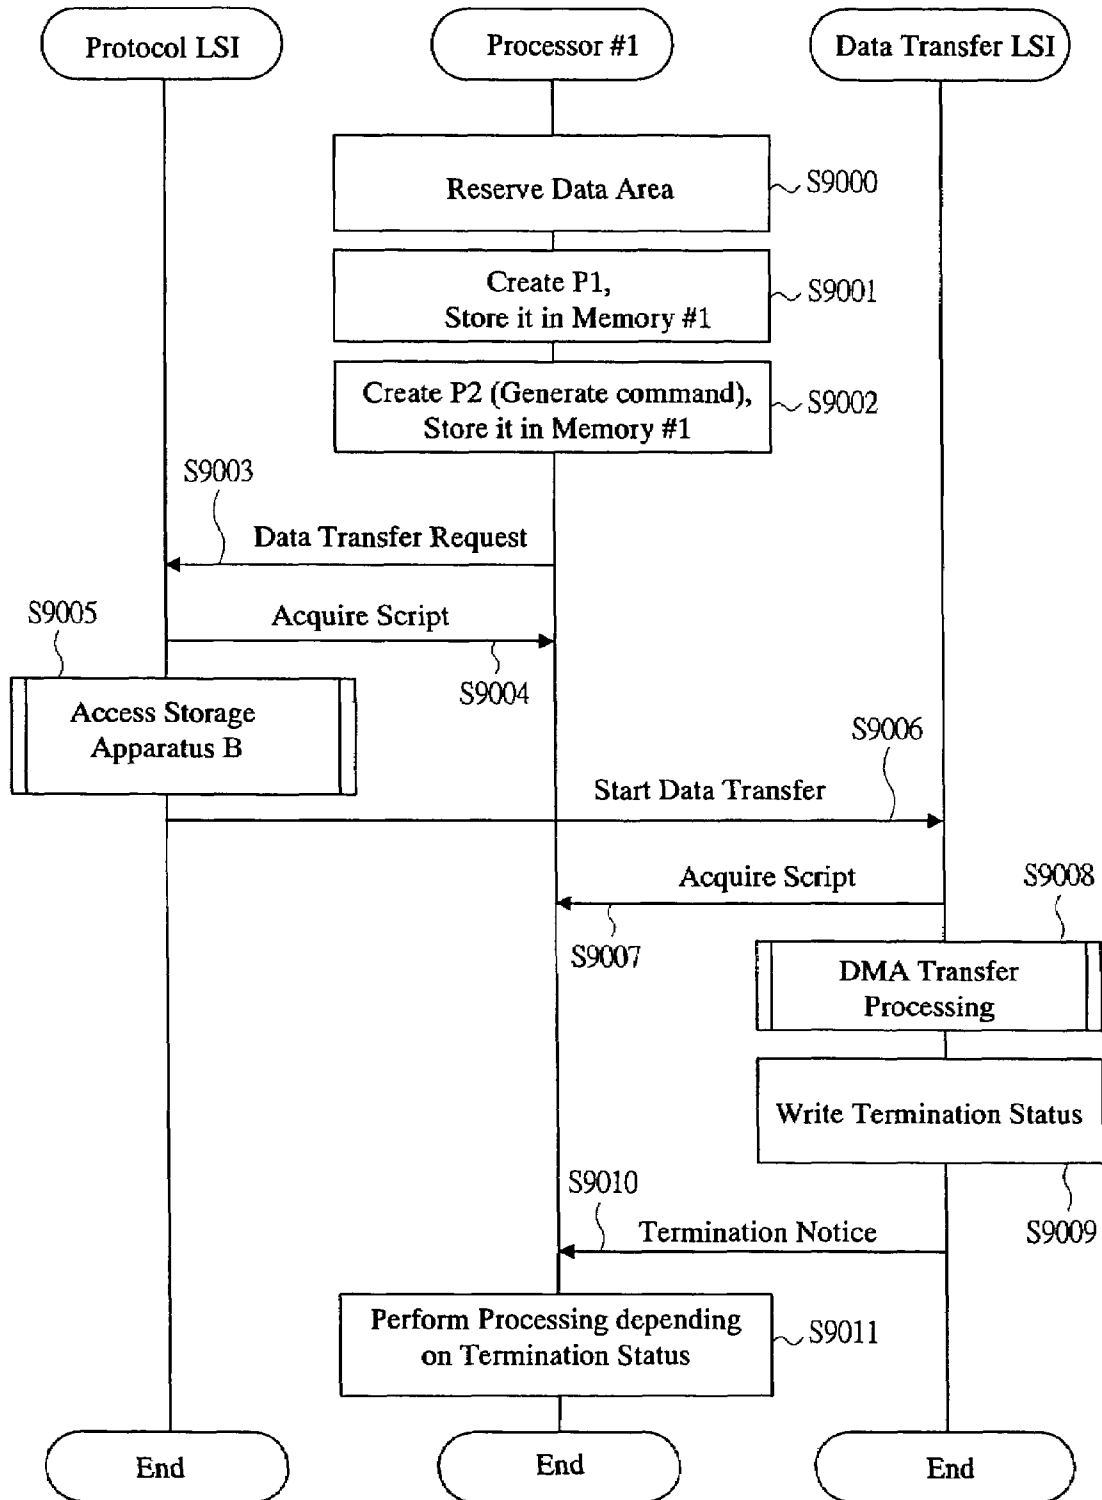 Protocol LSI
Processor #1
Data Transfer LSI
Reserve Data Area
S9000
Create P1,
Store it in Memory #1
S9001
Create P2 (Generate command),
Store it in Memory #1
S9002
S9003
Data Transfer Request
S9005
Acquire Script
S9004
Access Storage
Apparatus B
S9006
Start Data Transfer
Acquire Script
S9008
S9007
DMA Transfer
Processing
Write Termination Status
S9010
S9009
Termination Notice
Perform Processing depending
on Termination Status
S9011
End
End
End